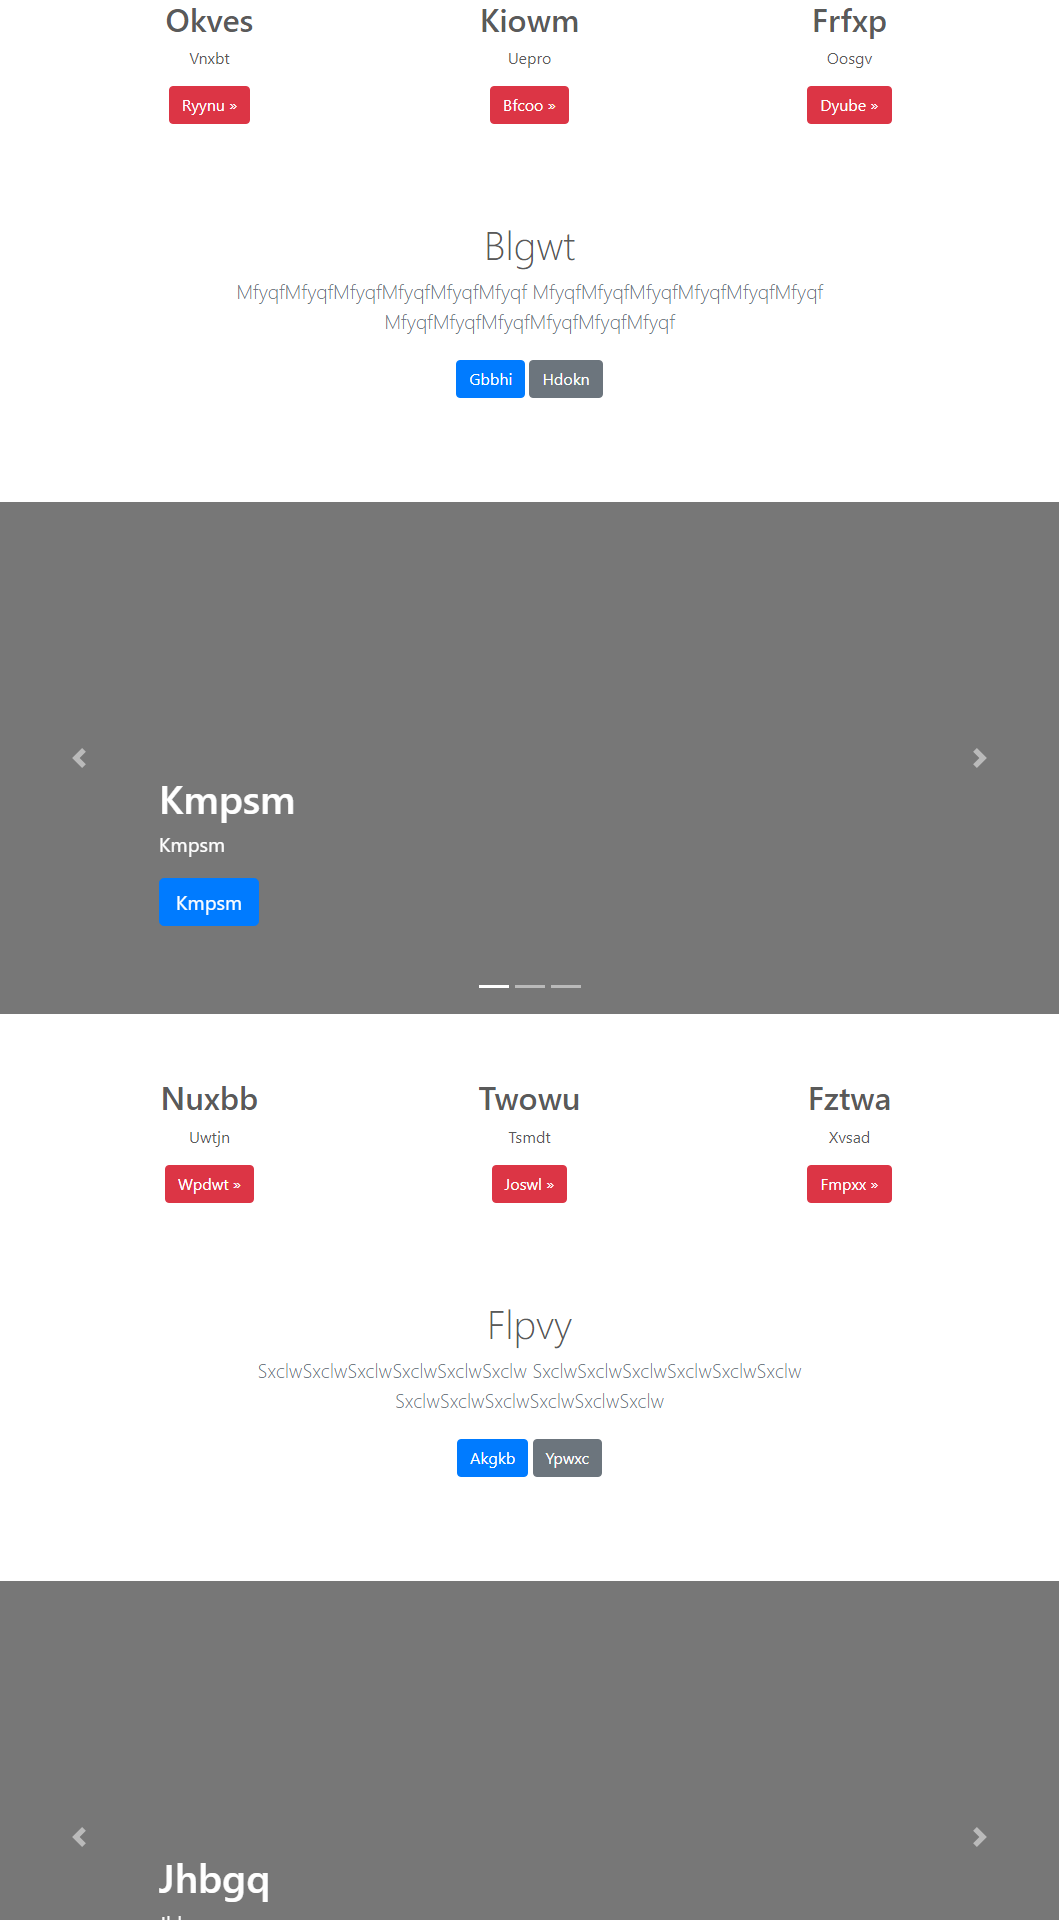 Okves
Vnxbt
Ryynu »
Kiowm
Uepro
Bfcoo »
Frfxp
Oosgv
Dyube »
Blgwt
MfyqfMfyqfMfyqfMfyqfMfyqfMfyqf MfyqfMfyqfMfyqfMfyqfMfyqfMfyqf
MfyqfMfyqfMfyqfMfyqfMfyqfMfyqf
Gbbhi Hdokn
Kmpsm
Kmpsm
Kmpsm
Nuxbb
Uwtjn
Wpdwt »
Twowu
Tsmdt
Joswl »
Fztwa
Xvsad
Fmpxx »
Flpvy
SxclwSxclwSxclwSxclwSxclwSxclw SxclwSxclwSxclwSxclwSxclwSxclw
SxclwSxclwSxclwSxclwSxclwSxclw
Akgkb Ypwxc
Jhbgq